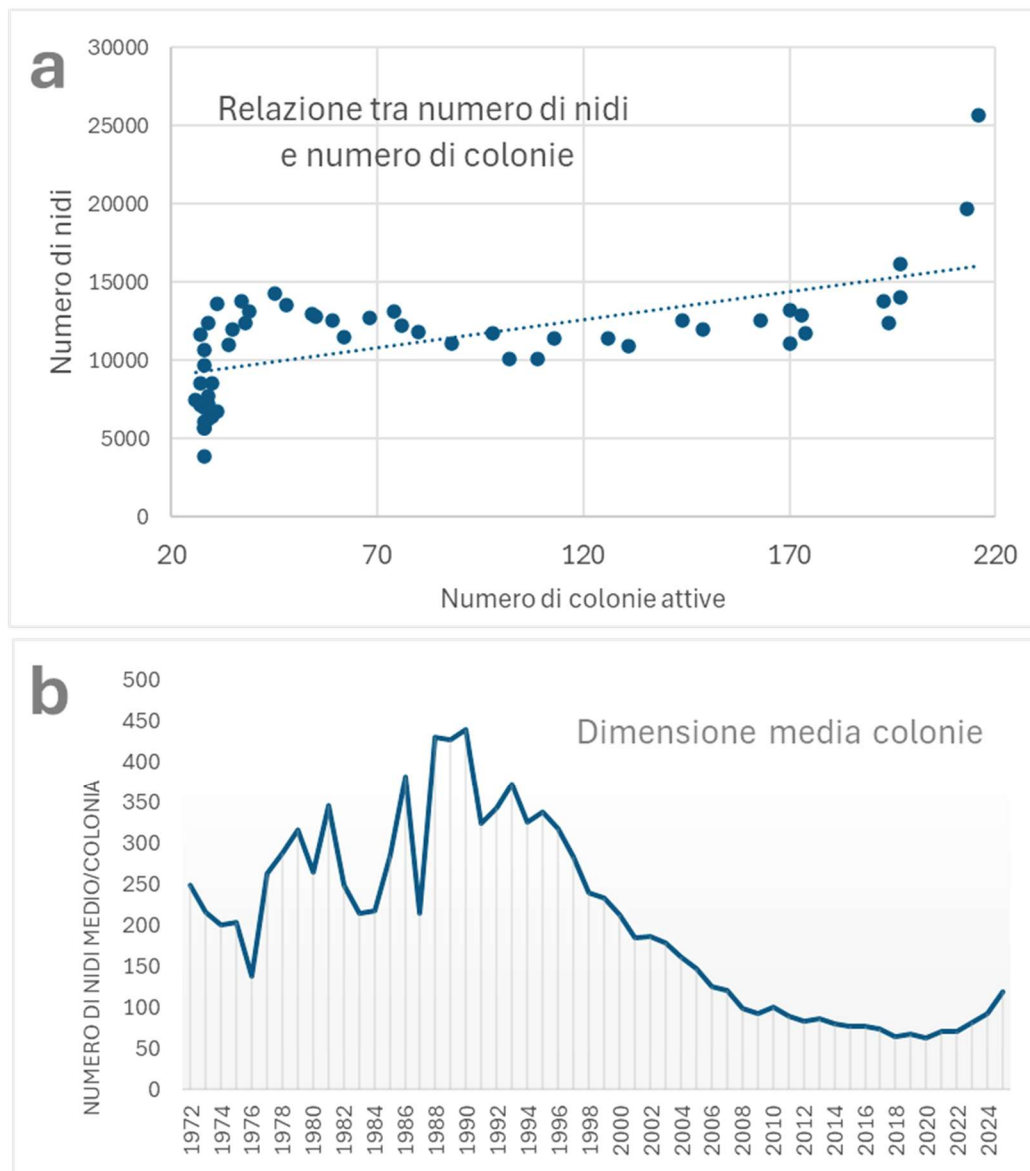 a
Relazione tra numero di nidi
e numero di colonie
Numero di nidi
30000
25000
20000
15000
10000
5000
0
20 70 120 170 220
Numero di colonie attive
b
Dimensione media colonie
NUMERO DI NIDI MEDIO/COLONIA
500
450
400
350
300
250
200
150
100
50
0
1972 1974 1976 1978 1980 1982 1984 1986 1988 1990 1992 1994 1996 1998 2000 2002 2004 2006 2008 2010 2012 2014 2016 2018 2020 2022 2024